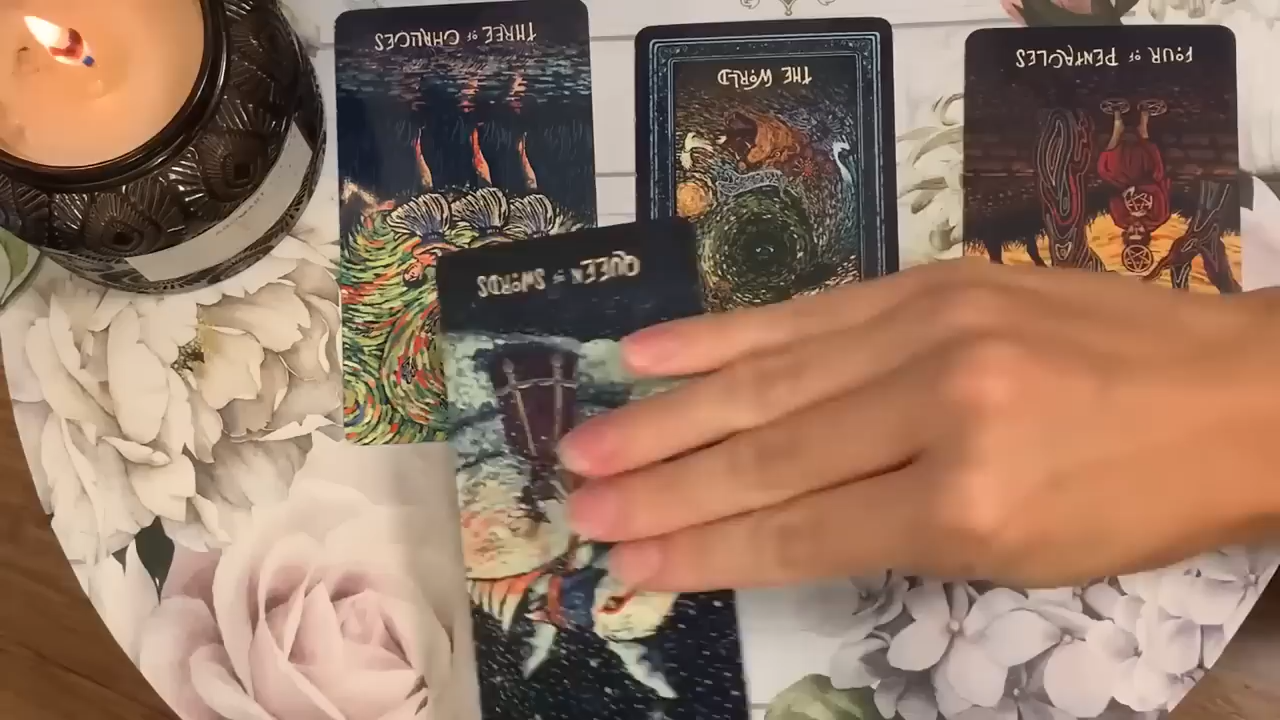 THREE OF CHALICES
THE WORLD
FOUR OF PENTACLES
QUEEN OF SWORDS